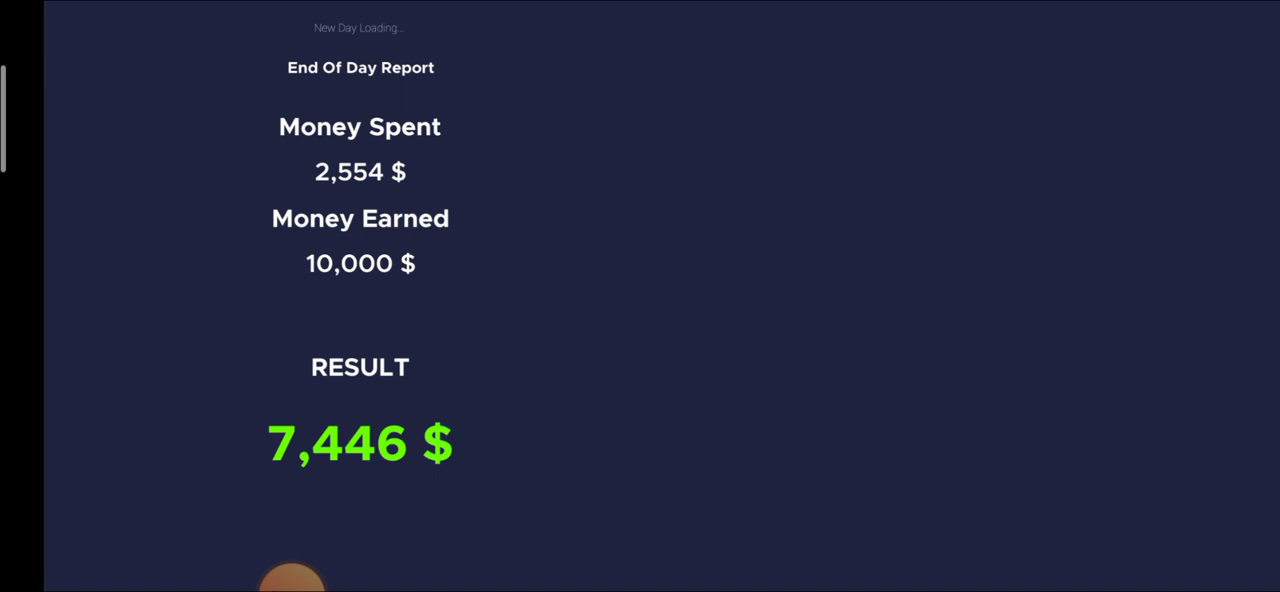 New Day Loading...
End Of Day Report
Money Spent
2,554 $
Money Earned
10,000 $
RESULT
7,446 $